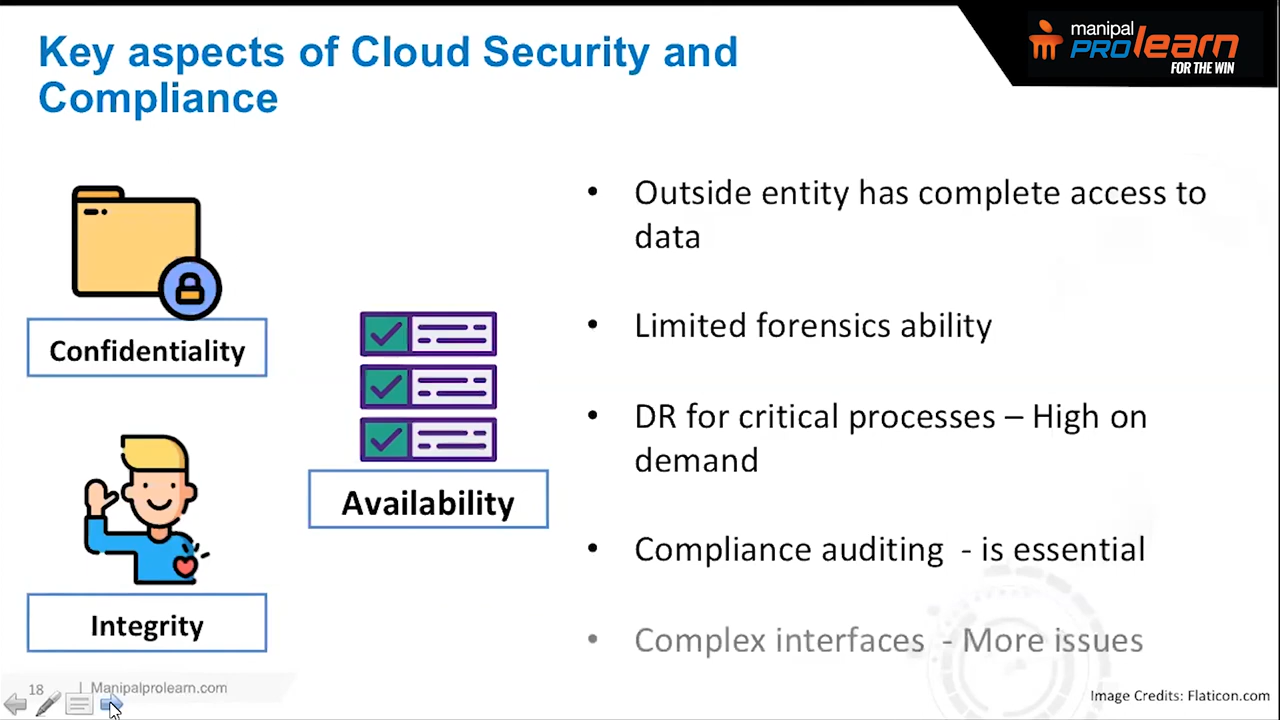 Key aspects of Cloud Security and
Compliance
manipal
PROlearn
FOR THE WIN
Confidentiality
Availability
Integrity
• Outside entity has complete access to
data
• Limited forensics ability
• DR for critical processes – High on
demand
• Compliance auditing - is essential
• Complex interfaces - More issues
18 | Manipalprolearn.com
Image Credits: Flaticon.com